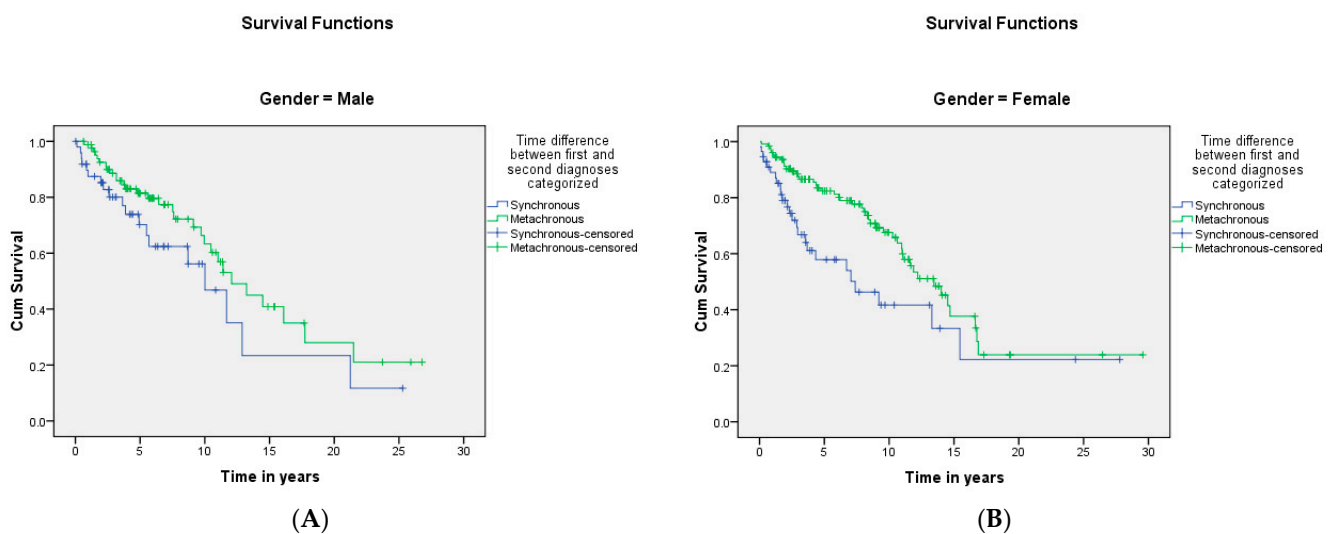 Survival Functions
Gender = Male
Time difference
between first and
second diagnoses
categorized
Synchronous
Metachronous
Synchronous-censored
Metachronous-censored
Cum Survival
1.0
0.8
0.6
0.4
0.2
0.0
0 5 10 15 20 25 30
Time in years
(A)
Survival Functions
Gender = Female
Time difference
between first and
second diagnoses
categorized
Synchronous
Metachronous
Synchronous-censored
Metachronous-censored
Cum Survival
1.0
0.8
0.6
0.4
0.2
0.0
0 5 10 15 20 25 30
Time in years
(B)